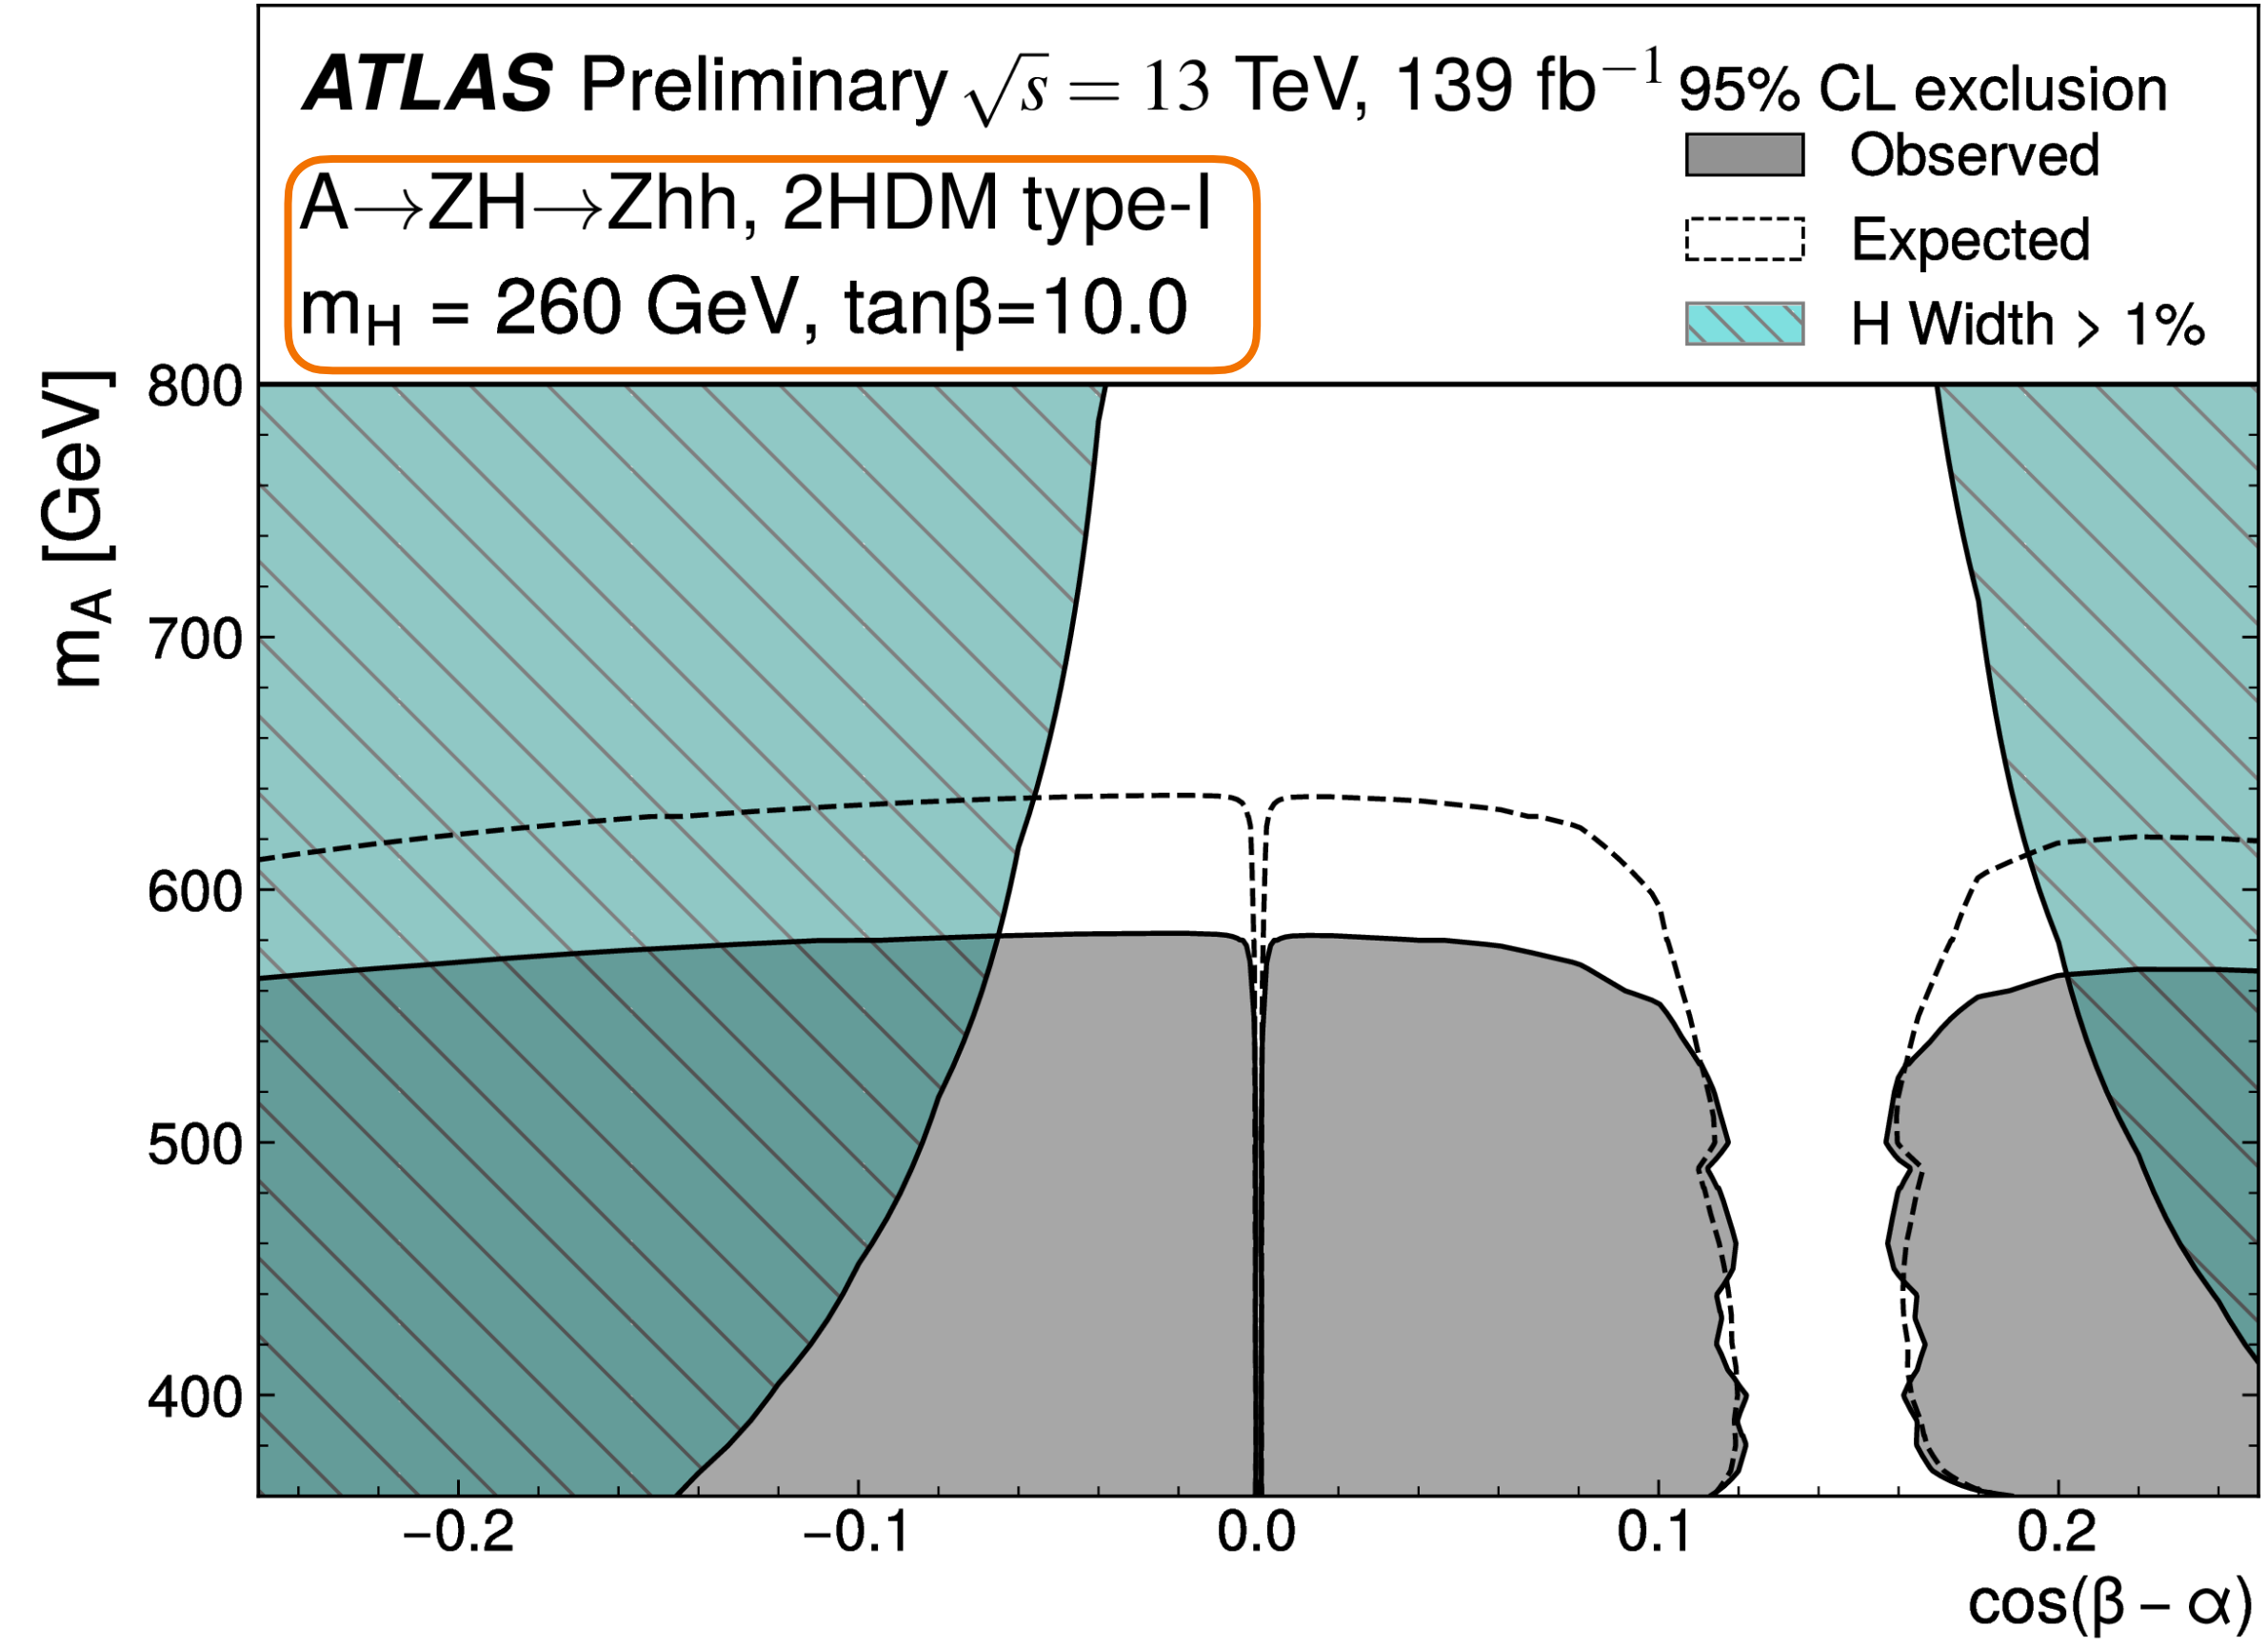 ATLAS Preliminary √s = 13 TeV, 139 fb⁻¹ 95% CL exclusion
Observed
A→ZH→Zhh, 2HDM type-I
Expected
m_H = 260 GeV, tanβ=10.0
H Width > 1%
m_A [GeV]
800
700
600
500
400
−0.2 −0.1 0.0 0.1 0.2
cos(β − α)